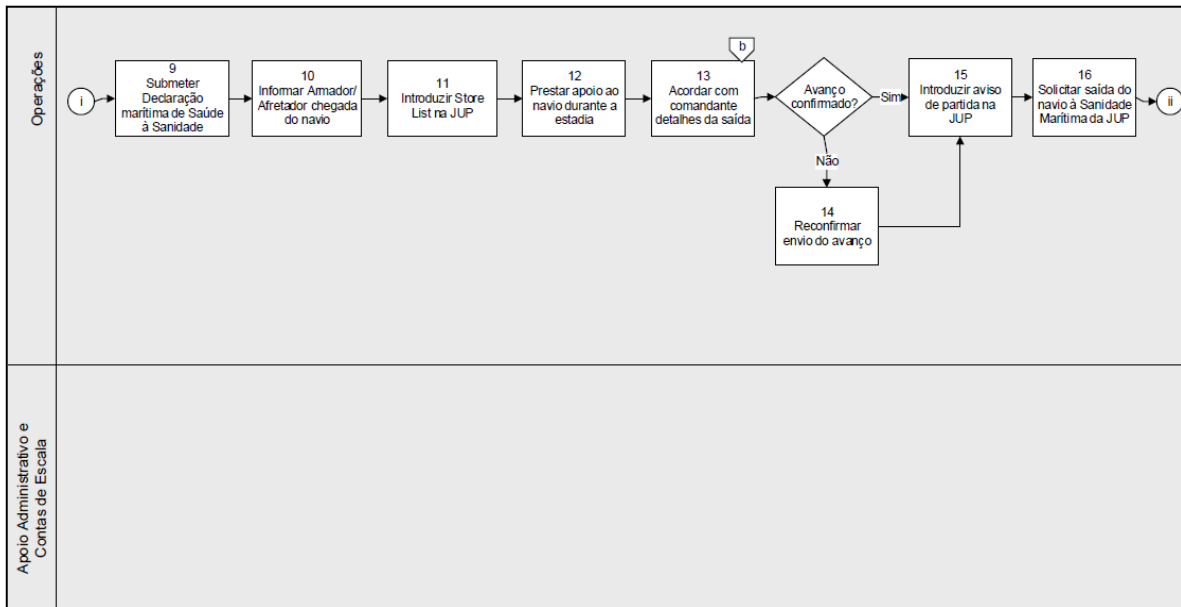 Operações
i
9
Submeter
Declaração
marítima de Saúde
à Sanidade
10
Informar Armador/
Afretador chegada
do navio
11
Introduzir Store
List na JUP
12
Prestar apoio ao
navio durante a
estadia
b
13
Acordar com
comandante
detalhes da saída
Avanço
confirmado?
Sim
Não
14
Reconfirmar
envio do avanço
15
Introduzir aviso
de partida na
JUP
16
Solicitar saída do
navio à Sanidade
Marítima da JUP
ii
Apoio Administrativo e
Contas de Escala